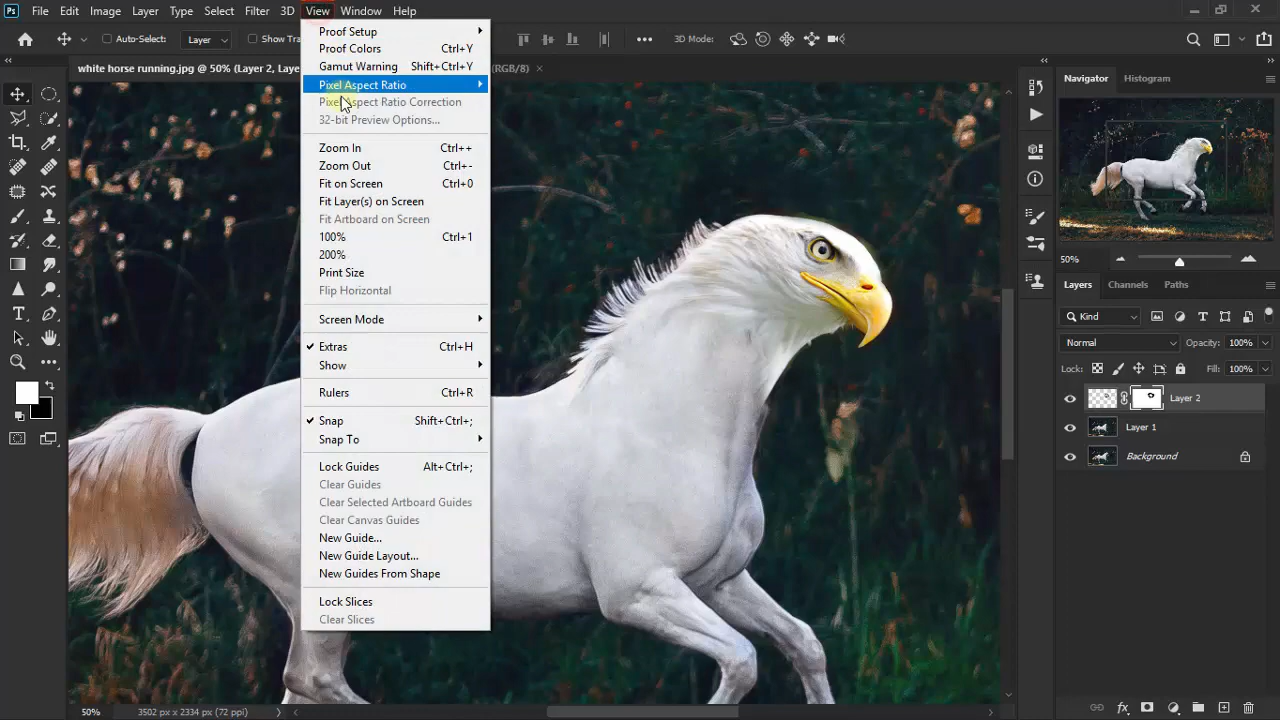 Ps File Edit Image Layer Type Select Filter 3D View Window Help
Auto-Select: Layer Show 3D Mode:
white horse running.jpg @ 50% (Layer 2, Laye (RGB/8)
Proof Setup
Proof Colors Ctrl+Y
Gamut Warning Shift+Ctrl+Y
Pixel Aspect Ratio
Pixel Aspect Ratio Correction
32-bit Preview Options...
Zoom In Ctrl++
Zoom Out Ctrl+-
Fit on Screen Ctrl+0
Fit Layer(s) on Screen
Fit Artboard on Screen
100% Ctrl+1
200%
Print Size
Flip Horizontal
Screen Mode
Extras Ctrl+H
Show
Rulers Ctrl+R
Snap Shift+Ctrl+;
Snap To
Lock Guides Alt+Ctrl+;
Clear Guides
Clear Selected Artboard Guides
Clear Canvas Guides
New Guide...
New Guide Layout...
New Guides From Shape
Lock Slices
Clear Slices
Navigator Histogram
50%
Layers Channels Paths
Kind
Normal Opacity: 100%
Lock: Fill: 100%
Layer 2
Layer 1
Background
50% 3502 px x 2334 px (72 ppi)